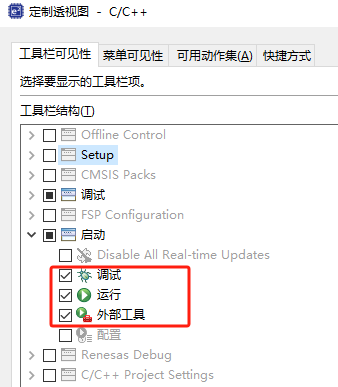 定制透视图 - C/C++
工具栏可见性 菜单可见性 可用动作集(A) 快捷方式
选择要显示的工具栏项。
工具栏结构(T)
Offline Control
Setup
CMSIS Packs
调试
FSP Configuration
启动
Disable All Real-time Updates
调试
运行
外部工具
配置
Renesas Debug
C/C++ Project Settings